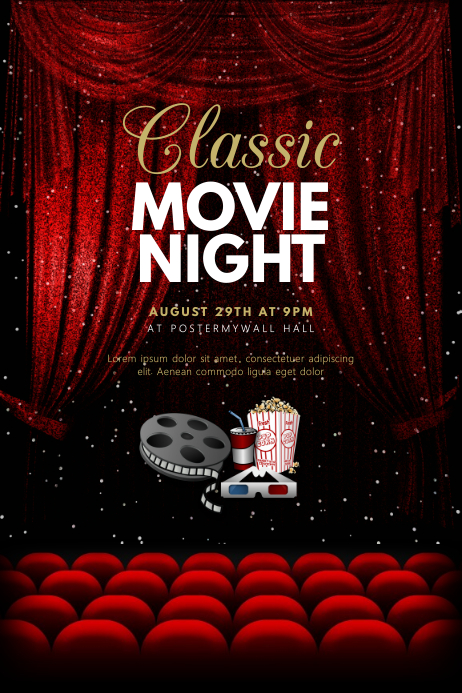 Classic
MOVIE
NIGHT
AUGUST 29TH AT 9PM
AT POSTERMYWALL HALL
Lorem ipsum dolor sit amet, consectetuer adipiscing
elit. Aenean commodo ligula eget dolor